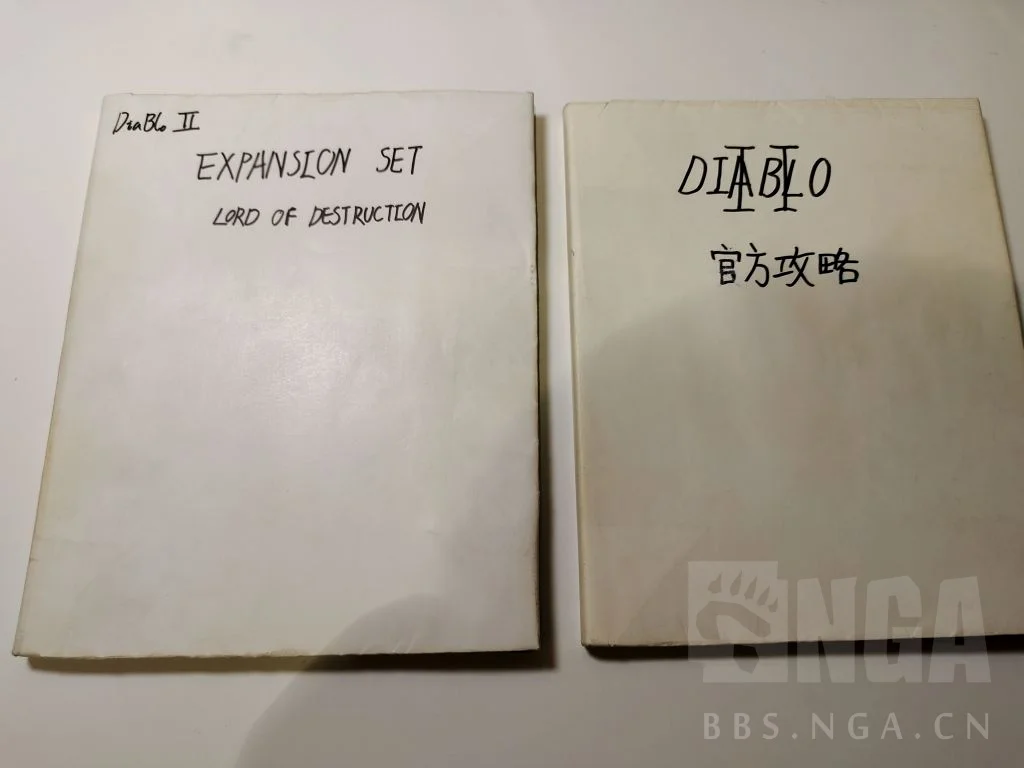 DiaBLo II
EXPANSION SET
LORD OF DESTRUCTION
DIABLO
II
官方攻略
NGA
BBS.NGA.CN